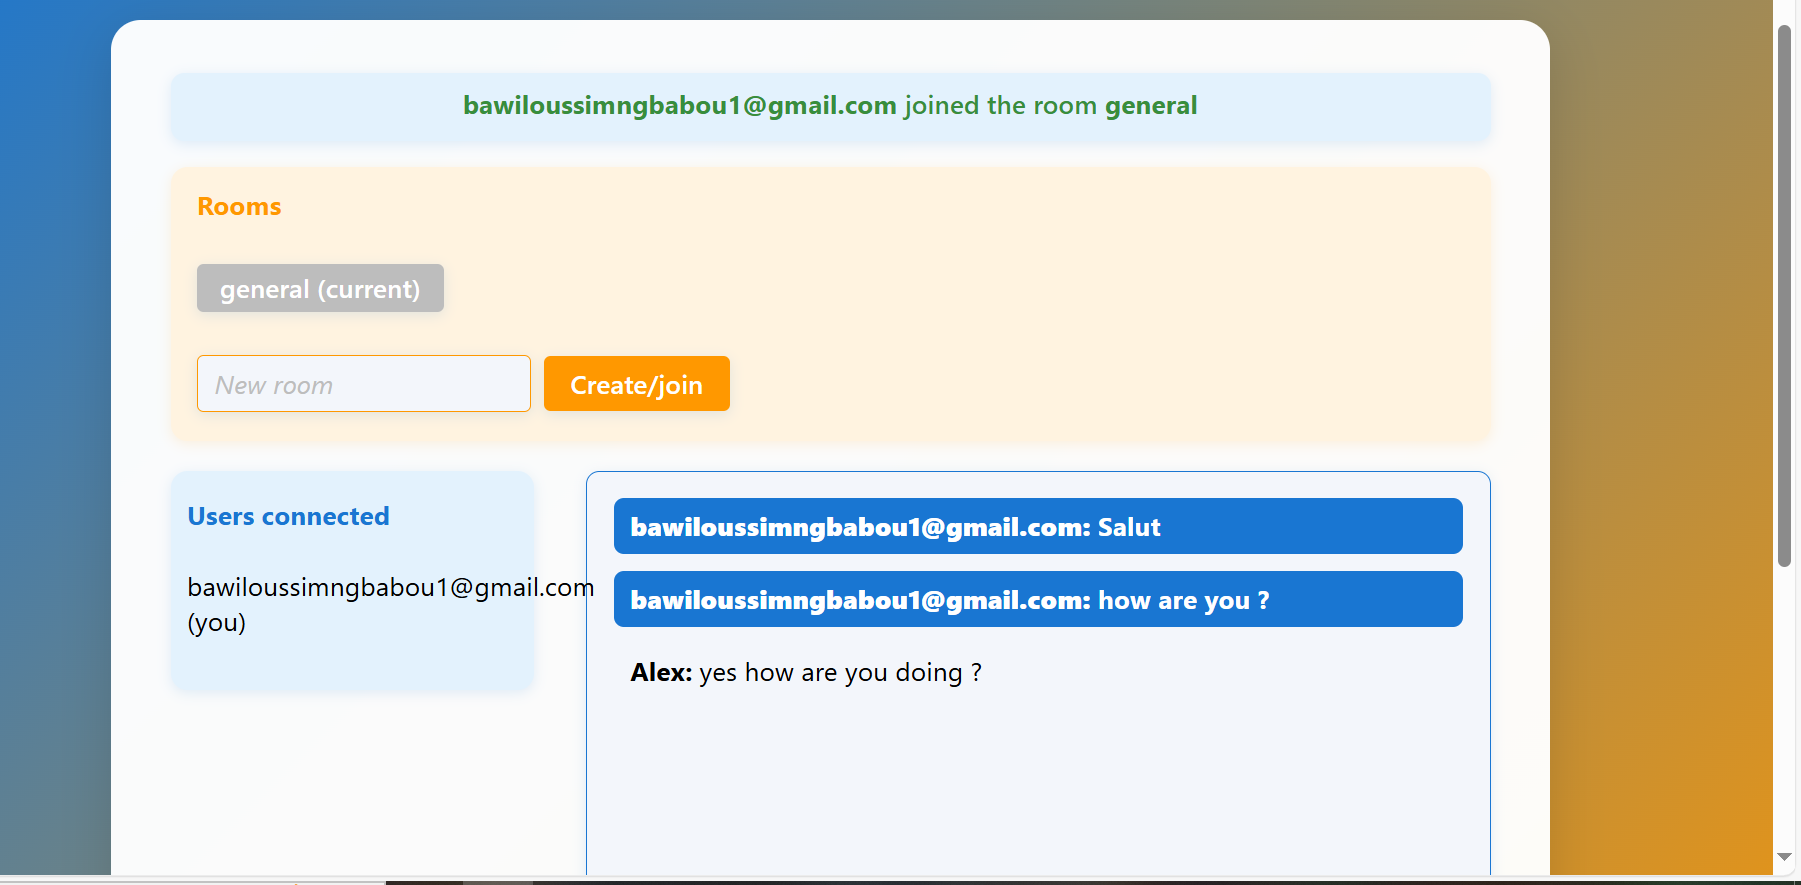 bawiloussimngbabou1@gmail.com joined the room general
Rooms
general (current)
New room
Create/join
Users connected
bawiloussimngbabou1@gmail.com
(you)
bawiloussimngbabou1@gmail.com: Salut
bawiloussimngbabou1@gmail.com: how are you ?
Alex: yes how are you doing ?